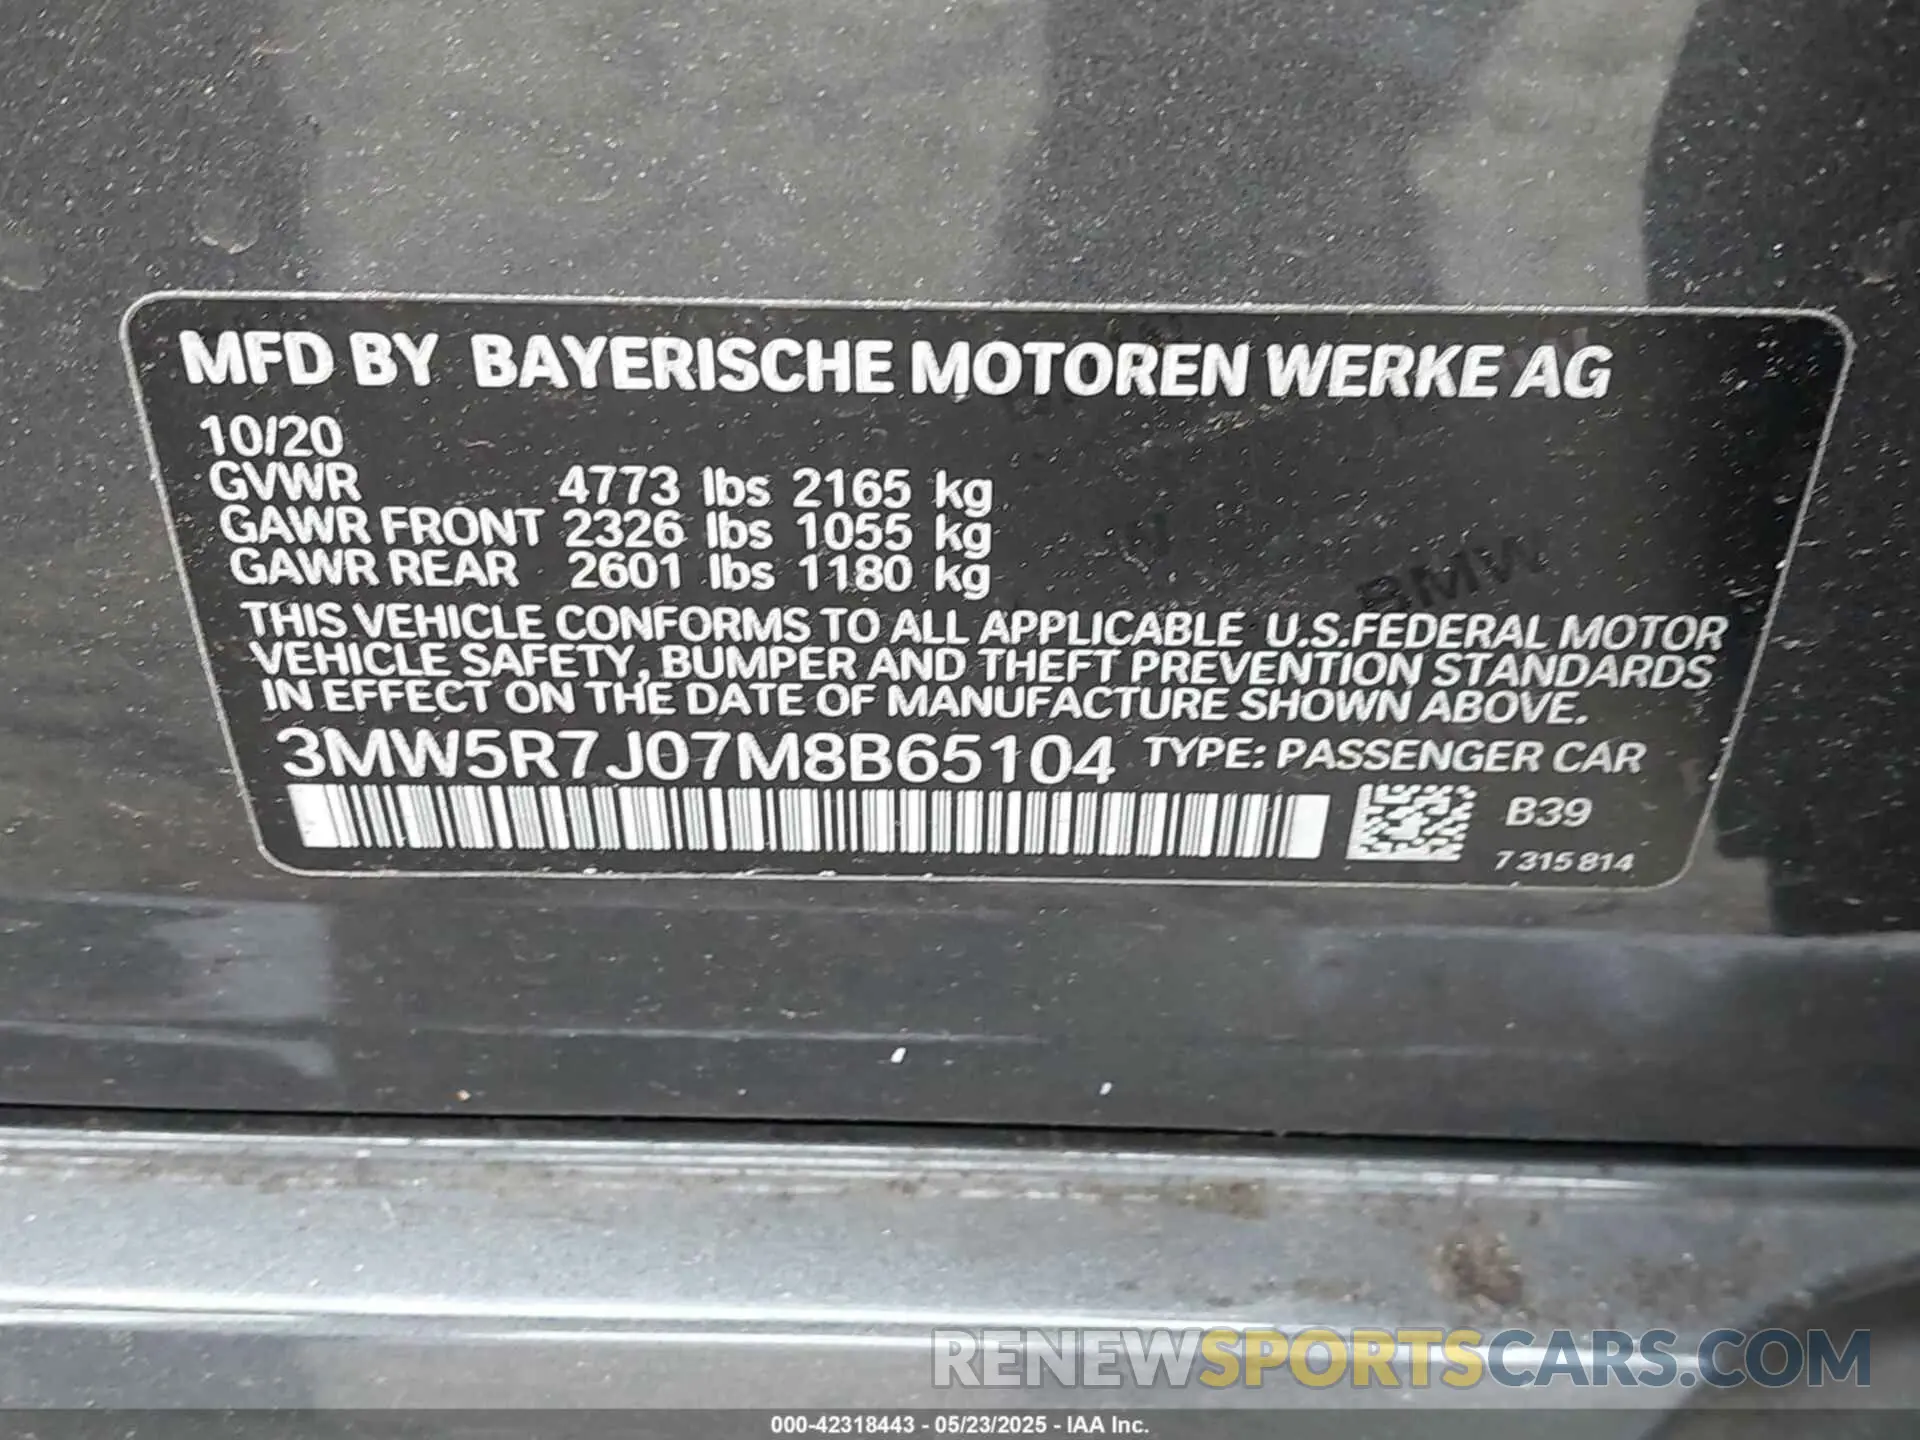 MFD BY BAYERISCHE MOTOREN WERKE AG
10/20
GVWR 4773 lbs 2165 kg
GAWR FRONT 2326 lbs 1055 kg
GAWR REAR 2601 lbs 1180 kg
BMW
THIS VEHICLE CONFORMS TO ALL APPLICABLE U.S.FEDERAL MOTOR
VEHICLE SAFETY, BUMPER AND THEFT PREVENTION STANDARDS
IN EFFECT ON THE DATE OF MANUFACTURE SHOWN ABOVE.
3MW5R7J07M8B65104 TYPE: PASSENGER CAR
B39
7 315 814
RENEWSPORTSCARS.COM
000-42318443 - 05/23/2025 - IAA Inc.